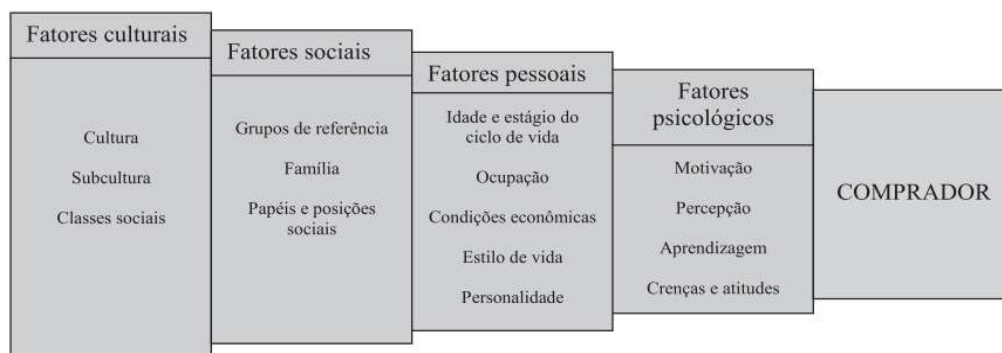 Fatores culturais
Cultura
Subcultura
Classes sociais
Fatores sociais
Grupos de referência
Família
Papéis e posições
sociais
Fatores pessoais
Idade e estágio do
ciclo de vida
Ocupação
Condições econômicas
Estilo de vida
Personalidade
Fatores
psicológicos
Motivação
Percepção
Aprendizagem
Crenças e atitudes
COMPRADOR